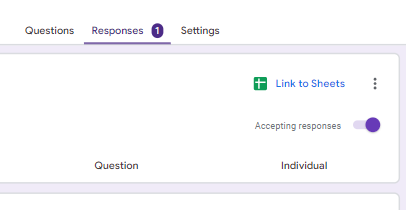 Questions Responses 1 Settings
Link to Sheets
Accepting responses
Question Individual